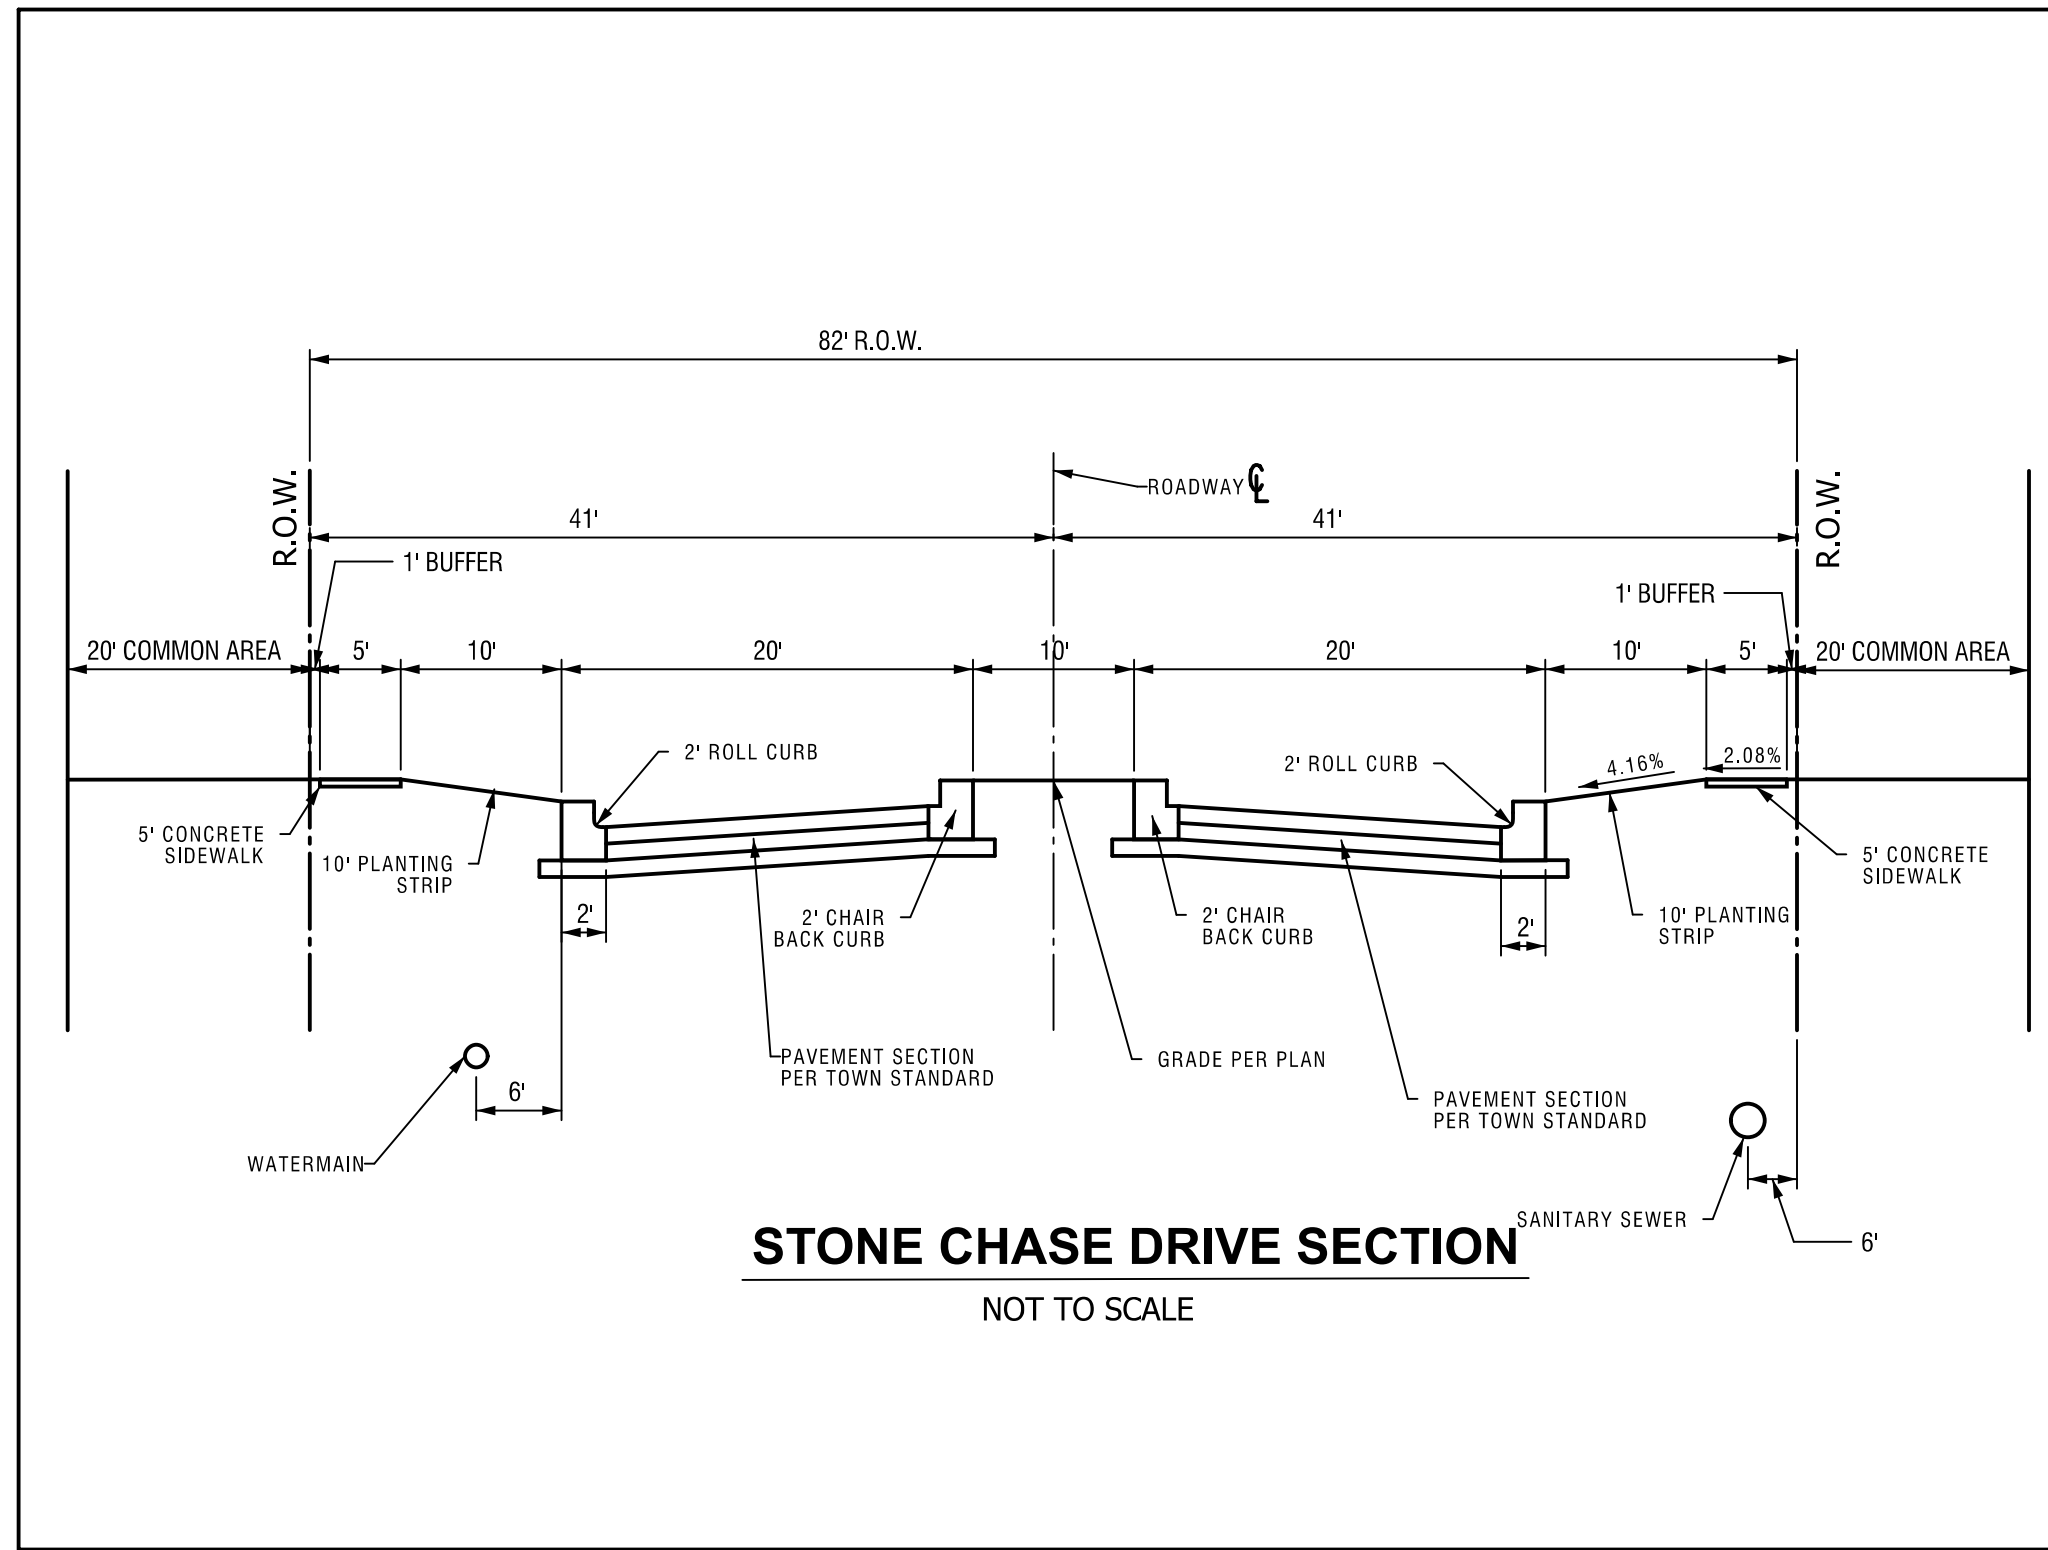 82' R.O.W.
R.O.W.
ROADWAY ℄
R.O.W.
41'
41'
1' BUFFER
1' BUFFER
20' COMMON AREA
5'
10'
20'
10'
20'
10'
5'
20' COMMON AREA
2' ROLL CURB
2' ROLL CURB
4.16%
2.08%
5' CONCRETE
SIDEWALK
10' PLANTING
STRIP
2'
2' CHAIR
BACK CURB
2' CHAIR
BACK CURB
2'
10' PLANTING
STRIP
5' CONCRETE
SIDEWALK
PAVEMENT SECTION
PER TOWN STANDARD
GRADE PER PLAN
PAVEMENT SECTION
PER TOWN STANDARD
6'
WATERMAIN
SANITARY SEWER
6'
STONE CHASE DRIVE SECTION
NOT TO SCALE